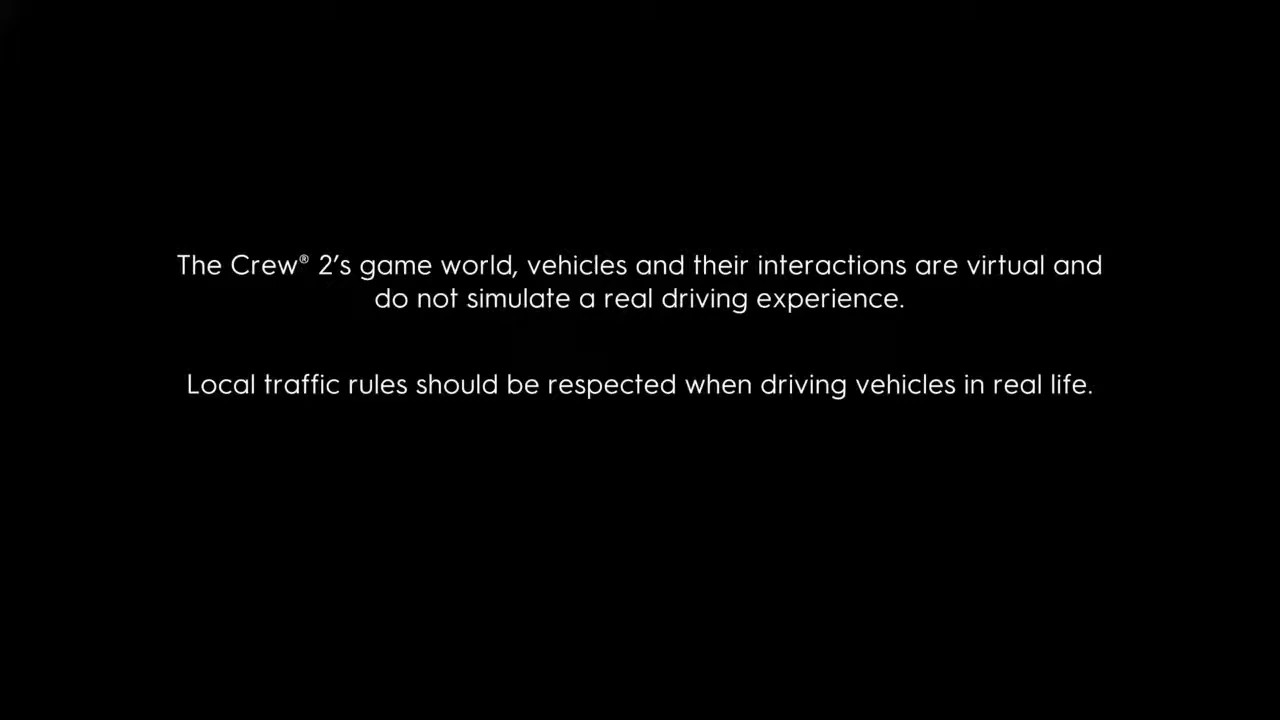 The Crew® 2's game world, vehicles and their interactions are virtual and
do not simulate a real driving experience.
Local traffic rules should be respected when driving vehicles in real life.